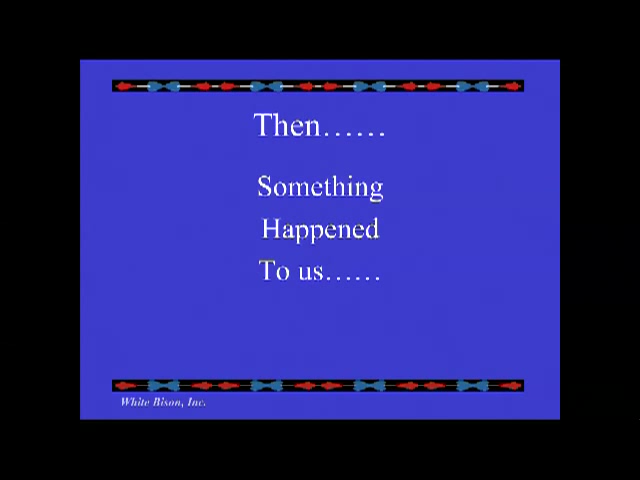 Then......
Something
Happened
To us......
White Bison, Inc.